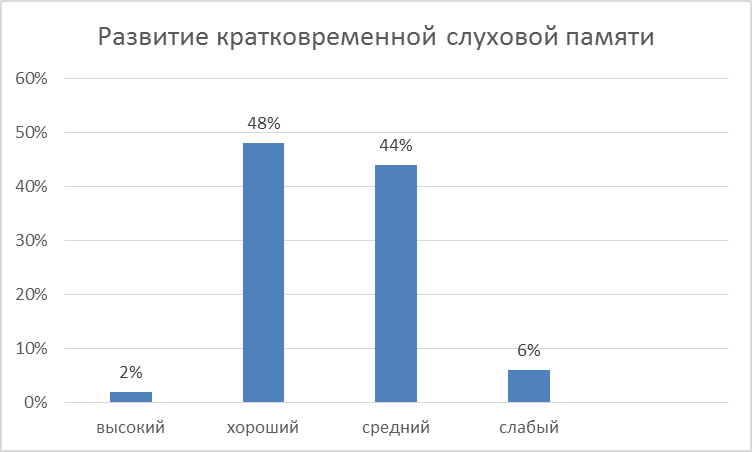 Развитие кратковременной слуховой памяти
60%
50%
40%
30%
20%
10%
0%
2%
48%
44%
6%
высокий
хороший
средний
слабый